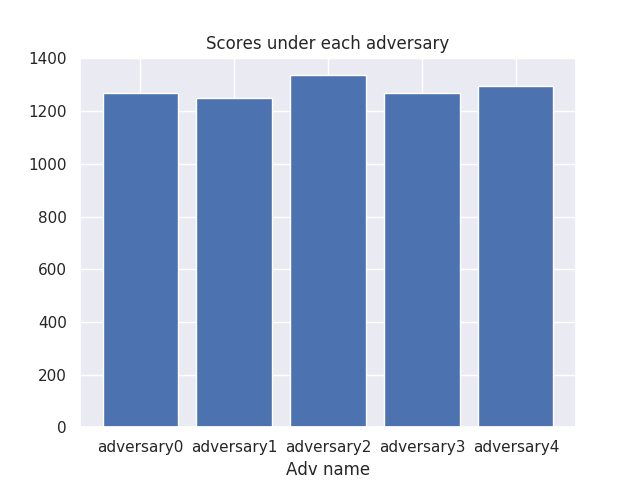 Scores under each adversary
1400
1200
1000
800
600
400
200
0
adversary0 adversary1 adversary2 adversary3 adversary4
Adv name